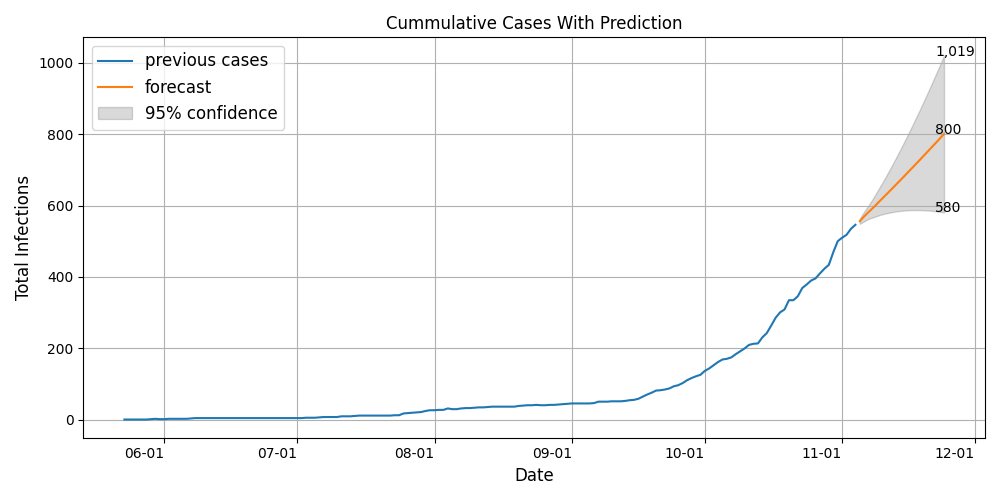 Cummulative Cases With Prediction
previous cases
forecast
95% confidence
1,019
800
580
1000
800
600
400
200
0
Total Infections
06-01 07-01 08-01 09-01 10-01 11-01 12-01
Date